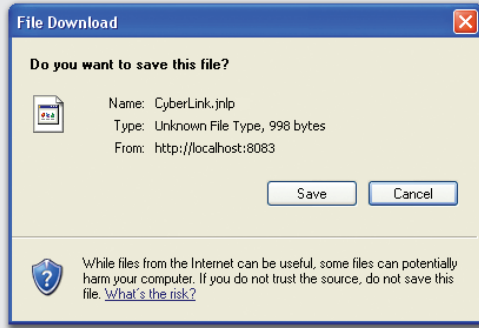 File Download
Do you want to save this file?
Name: CyberLink.jnlp
Type: Unknown File Type, 998 bytes
From: http://localhost:8083
Save Cancel
While files from the Internet can be useful, some files can potentially
harm your computer. If you do not trust the source, do not save this
file. What's the risk?